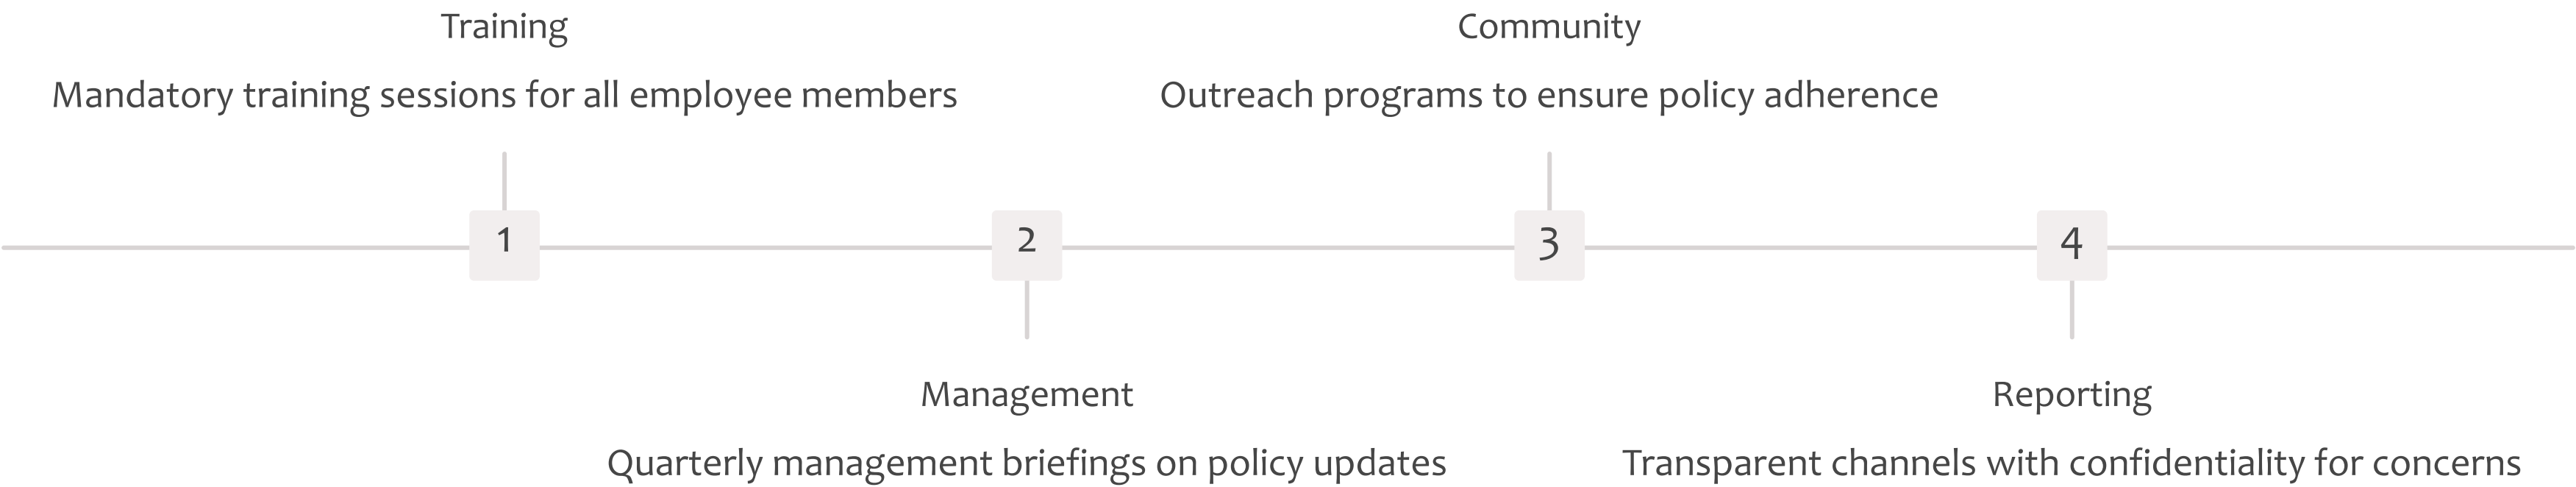 Training
Mandatory training sessions for all employee members
Community
Outreach programs to ensure policy adherence
1
2
3
4
Management
Quarterly management briefings on policy updates
Reporting
Transparent channels with confidentiality for concerns